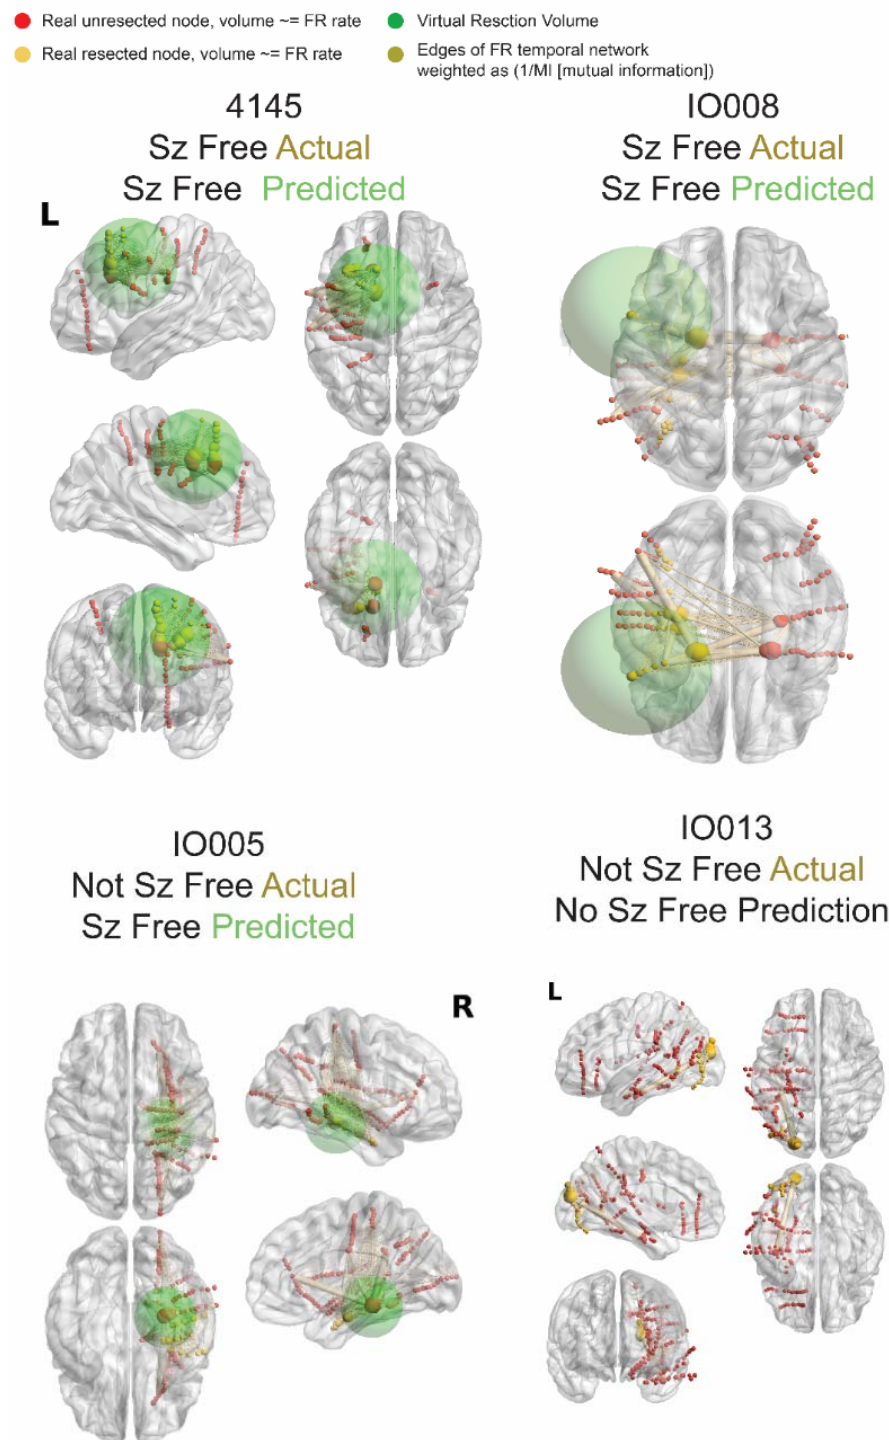 Real unresected node, volume ~= FR rate
Real resected node, volume ~= FR rate
Virtual Resction Volume
Edges of FR temporal network
weighted as (1/MI [mutual information])
4145
Sz Free Actual
Sz Free Predicted
L
IO008
Sz Free Actual
Sz Free Predicted
IO005
Not Sz Free Actual
Sz Free Predicted
R
IO013
Not Sz Free Actual
No Sz Free Prediction
L